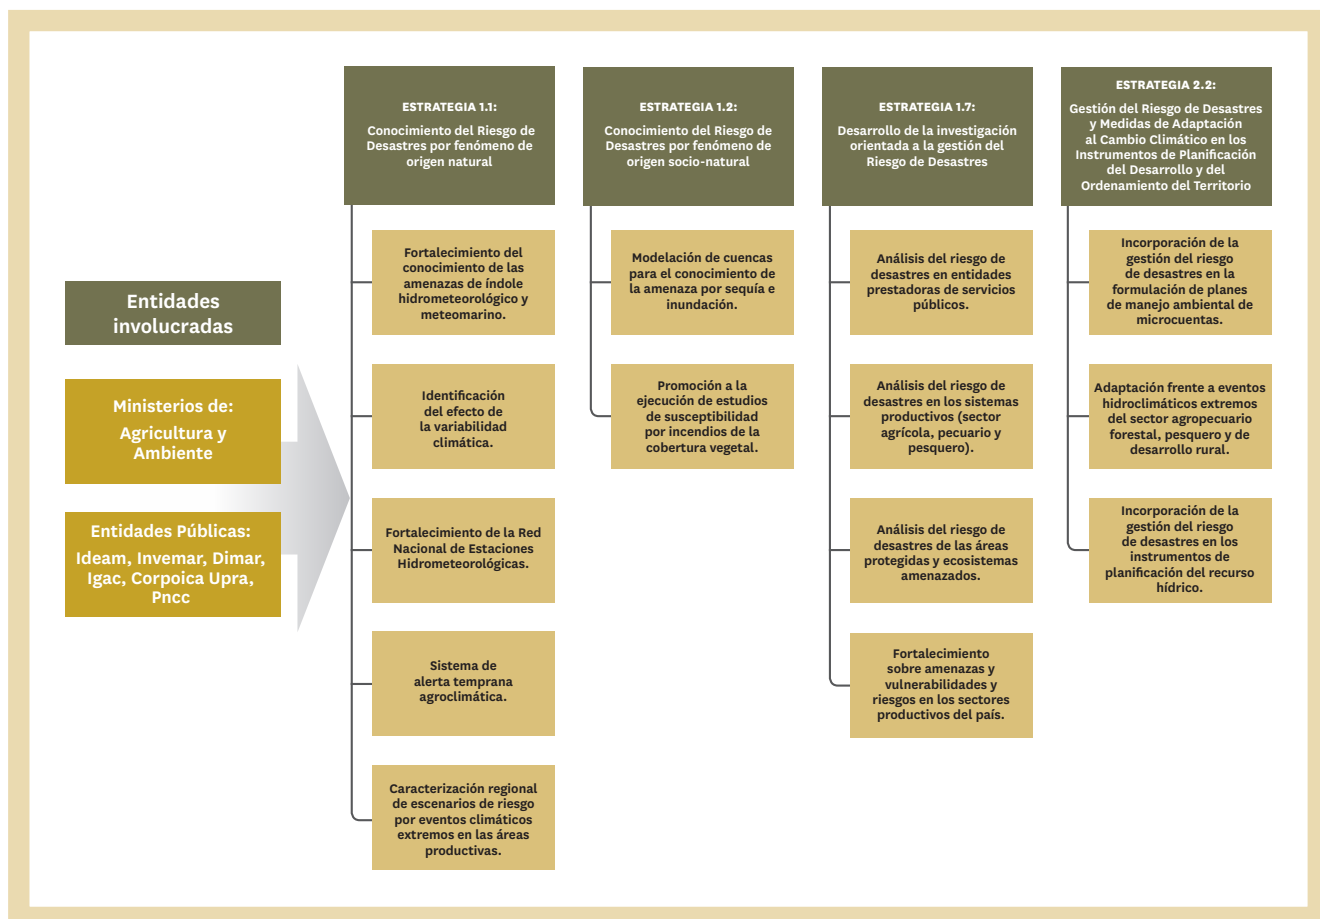 Entidades
involucradas
Ministerios de:
Agricultura y
Ambiente
Entidades Públicas:
Ideam, Invemar, Dimar,
Igac, Corpoica Upra,
Pncc
ESTRATEGIA 1.1:
Conocimiento del Riesgo de
Desastres por fenómeno de
origen natural
Fortalecimiento del
conocimiento de las
amenazas de índole
hidrometeorológico y
meteomarino.
Identificación
del efecto de
la variabilidad
climática.
Fortalecimiento de la Red
Nacional de Estaciones
Hidrometeorológicas.
Sistema de
alerta temprana
agroclimática.
Caracterización regional
de escenarios de riesgo
por eventos climáticos
extremos en las áreas
productivas.
ESTRATEGIA 1.2:
Conocimiento del Riesgo de
Desastres por fenómeno de
origen socio-natural
Modelación de cuencas
para el conocimiento de
la amenaza por sequía e
inundación.
Promoción a la
ejecución de estudios
de susceptibilidad
por incendios de la
cobertura vegetal.
ESTRATEGIA 1.7:
Desarrollo de la investigación
orientada a la gestión del
Riesgo de Desastres
Análisis del riesgo de
desastres en entidades
prestadoras de servicios
públicos.
Análisis del riesgo de
desastres en los sistemas
productivos (sector
agrícola, pecuario y
pesquero).
Análisis del riesgo de
desastres de las áreas
protegidas y ecosistemas
amenazados.
Fortalecimiento
sobre amenazas y
vulnerabilidades y
riesgos en los sectores
productivos del país.
ESTRATEGIA 2.2:
Gestión del Riesgo de Desastres
y Medidas de Adaptación
al Cambio Climático en los
Instrumentos de Planificación
del Desarrollo y del
Ordenamiento del Territorio
Incorporación de la
gestión del riesgo
de desastres en la
formulación de planes
de manejo ambiental de
microcuentas.
Adaptación frente a eventos
hidroclimáticos extremos
del sector agropecuario
forestal, pesquero y de
desarrollo rural.
Incorporación de la
gestión del riesgo
de desastres en los
instrumentos de
planificación del recurso
hídrico.